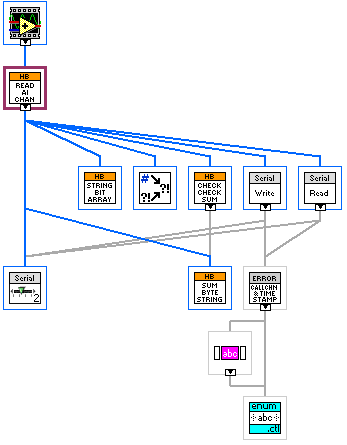 HB
READ
AI
CHAN
HB
STRING
BIT
ARRAY
#
?!
?!
HB
CHECK
CHECK
SUM
Serial
Write
Serial
Read
Serial
2
HB
SUM
BYTE
STRING
ERROR
CALLCHN
& TIME
STAMP
abc
enum
abc
.ctl